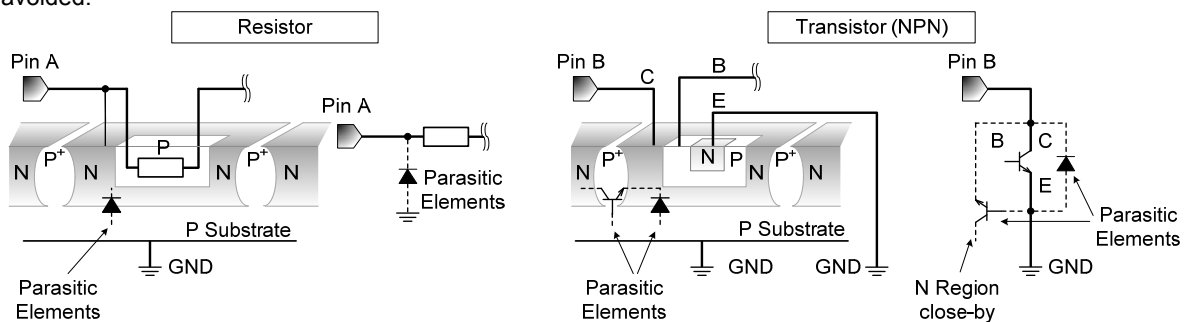 avoided.
Resistor
Transistor (NPN)
Pin A
Pin A
N
P+
N
P
N
P+
N
Parasitic
Elements
P Substrate
GND
Parasitic
Elements
Pin B
C
B
E
N
P+
N
N
P
P+
N
P Substrate
GND
GND
Parasitic
Elements
Pin B
B
C
E
Parasitic
Elements
GND
N Region
close-by